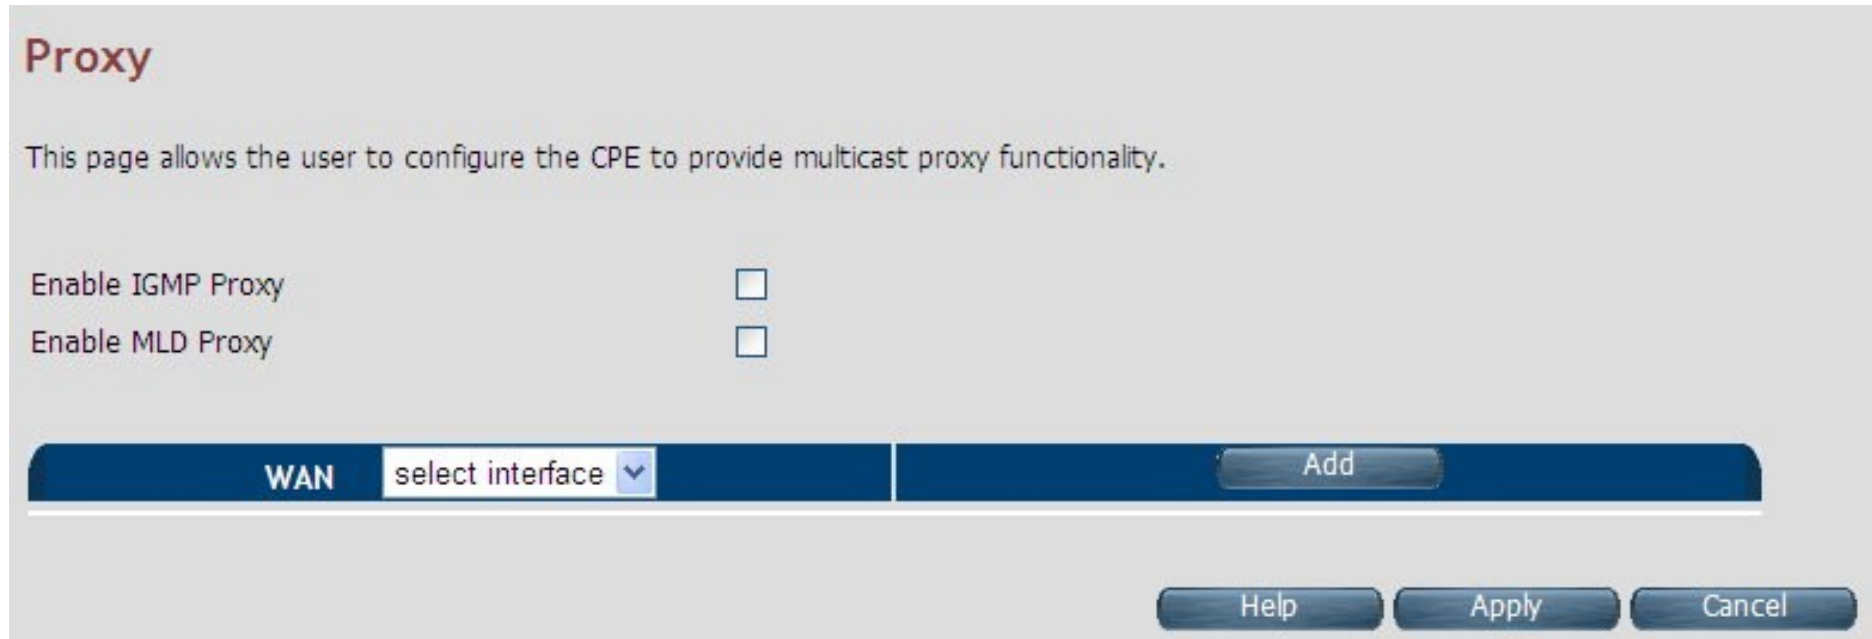 Proxy
This page allows the user to configure the CPE to provide multicast proxy functionality.
Enable IGMP Proxy
Enable MLD Proxy
WAN select interface Add
Help Apply Cancel